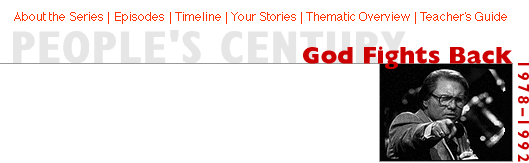 About the Series | Episodes | Timeline | Your Stories | Thematic Overview | Teacher's Guide
PEOPLE'S CENTURY
God Fights Back
1978-1992